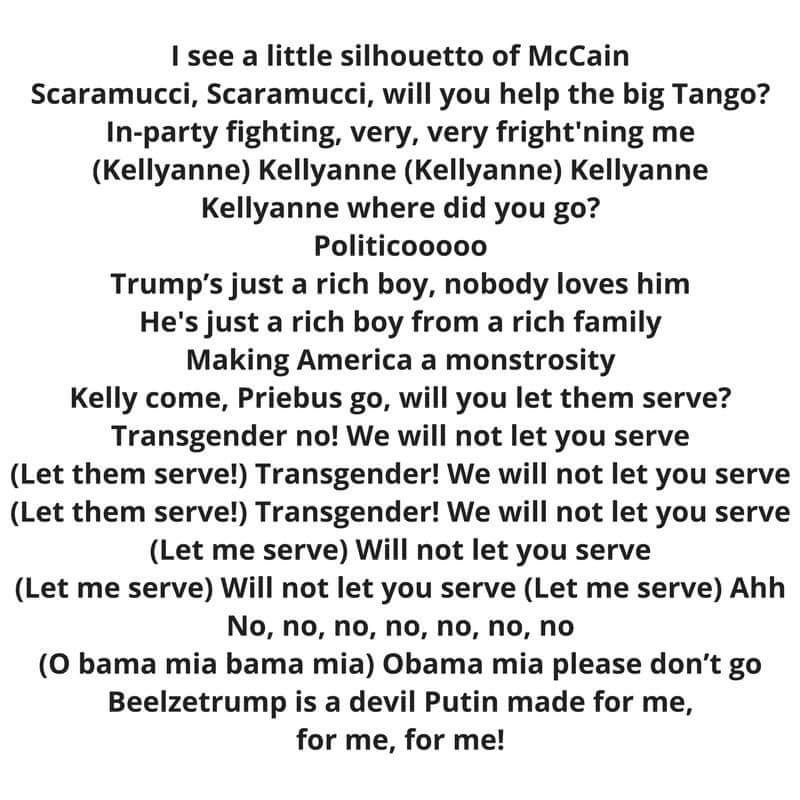 I see a little silhouetto of McCain
Scaramucci, Scaramucci, will you help the big Tango?
In-party fighting, very, very fright'ning me
(Kellyanne) Kellyanne (Kellyanne) Kellyanne
Kellyanne where did you go?
Politicooooo
Trump’s just a rich boy, nobody loves him
He's just a rich boy from a rich family
Making America a monstrosity
Kelly come, Priebus go, will you let them serve?
Transgender no! We will not let you serve
(Let them serve!) Transgender! We will not let you serve
(Let them serve!) Transgender! We will not let you serve
(Let me serve) Will not let you serve
(Let me serve) Will not let you serve (Let me serve) Ahh
No, no, no, no, no, no, no
(O bama mia bama mia) Obama mia please don’t go
Beelzetrump is a devil Putin made for me,
for me, for me!